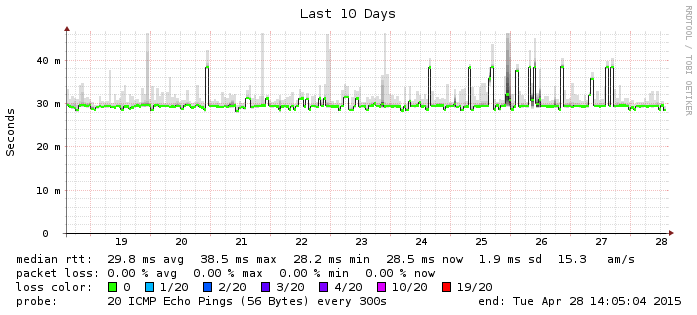 Last 10 Days
RRDTOOL / TOBI OETIKER
Seconds
40 m
30 m
20 m
10 m
0
19 20 21 22 23 24 25 26 27 28
median rtt: 29.8 ms avg 38.5 ms max 28.2 ms min 28.5 ms now 1.9 ms sd 15.3 am/s
packet loss: 0.00 % avg 0.00 % max 0.00 % min 0.00 % now
loss color: 0 1/20 2/20 3/20 4/20 10/20 19/20
probe: 20 ICMP Echo Pings (56 Bytes) every 300s end: Tue Apr 28 14:05:04 2015